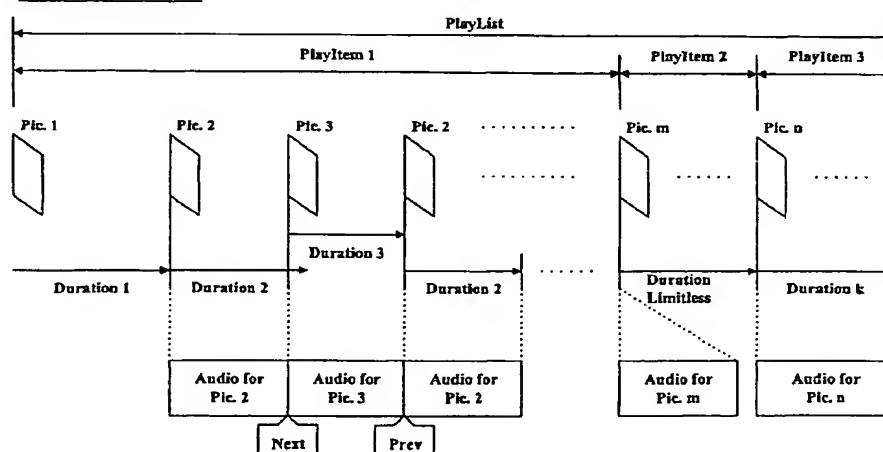 PlayList
PlayItem 1 PlayItem 2 PlayItem 3
Pic. 1 Pic. 2 Pic. 3 Pic. 2 Pic. m Pic. n
Duration 3
Duration 1 Duration 2 Duration 2 Duration Limitless Duration k
Audio for Pic. 2
Audio for Pic. 3
Audio for Pic. 2
Audio for Pic. m
Audio for Pic. n
Next Prev